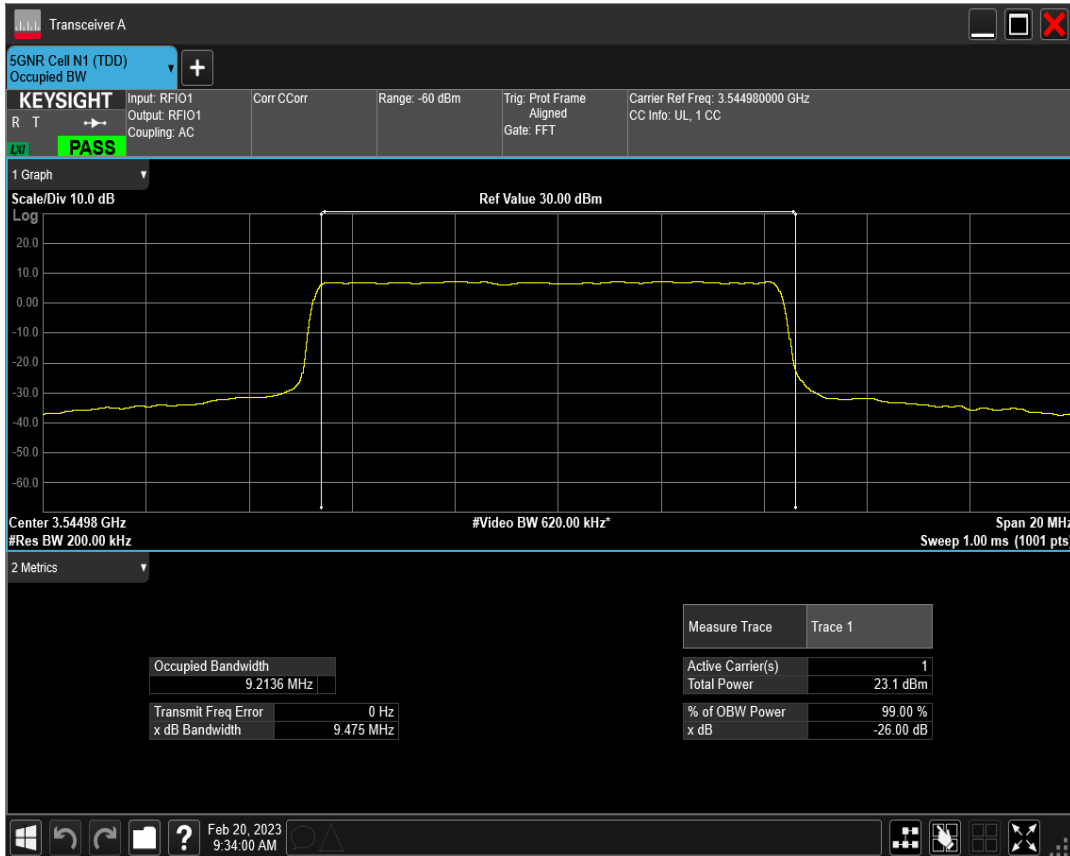 Transceiver A
5GNR Cell N1 (TDD)
Occupied BW
+
KEYSIGHT
R T
LXI
PASS
Input: RFIO1
Output: RFIO1
Coupling: AC
Corr CCorr
Range: -60 dBm
Trig: Prot Frame
Aligned
Gate: FFT
Carrier Ref Freq: 3.544980000 GHz
CC Info: UL, 1 CC
1 Graph
Scale/Div 10.0 dB
Ref Value 30.00 dBm
Log
20.0
10.0
0.00
-10.0
-20.0
-30.0
-40.0
-50.0
-60.0
Center 3.54498 GHz
#Video BW 620.00 kHz*
Span 20 MHz
#Res BW 200.00 kHz
Sweep 1.00 ms (1001 pts)
2 Metrics
Measure Trace Trace 1
Occupied Bandwidth
9.2136 MHz
Active Carrier(s) 1
Total Power 23.1 dBm
Transmit Freq Error 0 Hz
x dB Bandwidth 9.475 MHz
% of OBW Power 99.00 %
x dB -26.00 dB
?
Feb 20, 2023
9:34:00 AM